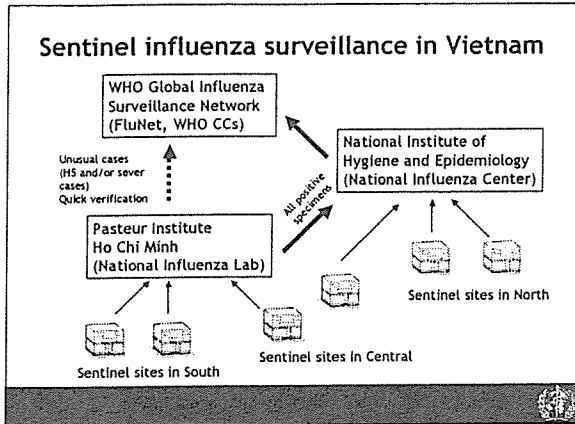 Sentinel influenza surveillance in Vietnam
WHO Global Influenza
Surveillance Network
(FluNet, WHO CCs)
National Institute of
Hygiene and Epidemiology
(National Influenza Center)
Unusual cases
(H5 and/or sever
cases)
Quick verification
All positive
specimens
Pasteur Institute
Ho Chi Minh
(National Influenza Lab)
Sentinel sites in North
Sentinel sites in Central
Sentinel sites in South